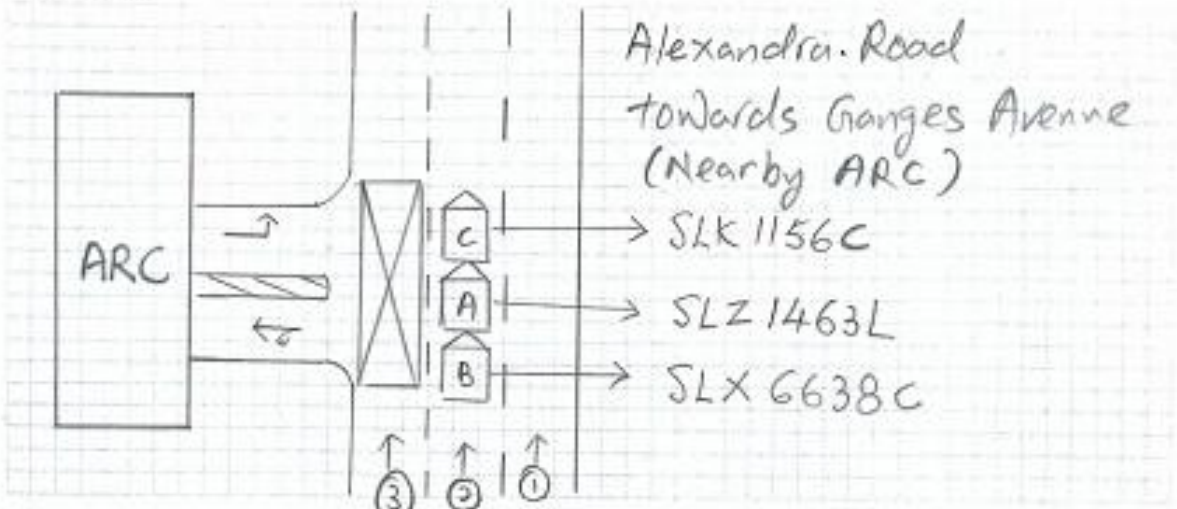 Alexandra. Road
towards Ganges Avenue
(Nearby ARC)
ARC
C
SLK 1156C
A
SLZ 1463L
B
SLX 6638C
3
2
1